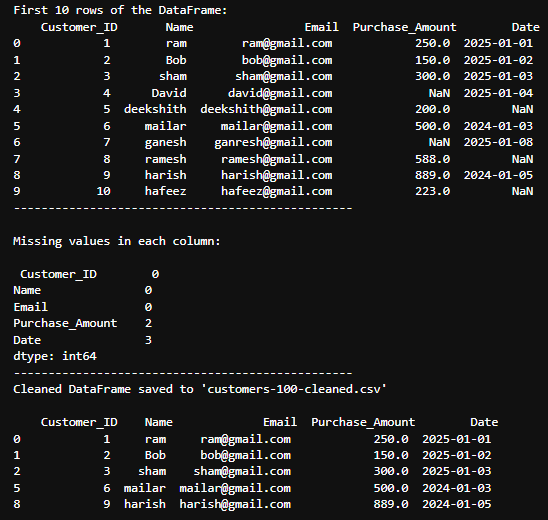 First 10 rows of the DataFrame:
Customer_ID Name Email Purchase_Amount Date
0 1 ram ram@gmail.com 250.0 2025-01-01
1 2 Bob bob@gmail.com 150.0 2025-01-02
2 3 sham sham@gmail.com 300.0 2025-01-03
3 4 David david@gmail.com NaN 2025-01-04
4 5 deekshith deekshith@gmail.com 200.0 NaN
5 6 mailar mailar@gmail.com 500.0 2024-01-03
6 7 ganesh ganresh@gmail.com NaN 2025-01-08
7 8 ramesh ramesh@gmail.com 588.0 NaN
8 9 harish harish@gmail.com 889.0 2024-01-05
9 10 hafeez hafeez@gmail.com 223.0 NaN
-------------------------------------------------
Missing values in each column:
Customer_ID 0
Name 0
Email 0
Purchase_Amount 2
Date 3
dtype: int64
-------------------------------------------------
Cleaned DataFrame saved to 'customers-100-cleaned.csv'
Customer_ID Name Email Purchase_Amount Date
0 1 ram ram@gmail.com 250.0 2025-01-01
1 2 Bob bob@gmail.com 150.0 2025-01-02
2 3 sham sham@gmail.com 300.0 2025-01-03
5 6 mailar mailar@gmail.com 500.0 2024-01-03
8 9 harish harish@gmail.com 889.0 2024-01-05